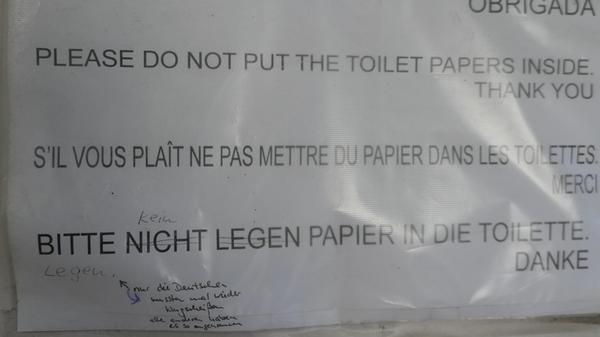 OBRIGADA
PLEASE DO NOT PUT THE TOILET PAPERS INSIDE.
THANK YOU
S'IL VOUS PLAÎT NE PAS METTRE DU PAPIER DANS LES TOILETTES.
MERCI
kein
BITTE NICHT LEGEN PAPIER IN DIE TOILETTE.
DANKE
Legen.
nur die Deutschen
mussten mal wieder
klugscheißen
alle anderen haben
es so angenommen